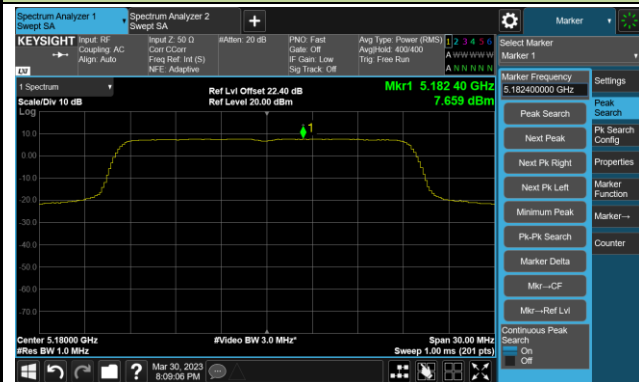 Spectrum Analyzer 1
Swept SA
Spectrum Analyzer 2
Swept SA
+
Marker
KEYSIGHT
Input: RF
Coupling: AC
Align: Auto
Input Z: 50 Ω
Corr CCorr
Freq Ref: Int (S)
NFE: Adaptive
#Atten: 20 dB
PNO: Fast
Gate: Off
IF Gain: Low
Sig Track: Off
Avg Type: Power (RMS)
Avg|Hold: 400/400
Trig: Free Run
1 2 3 4 5 6
A W W W W W
A N N N N N
LXI
Select Marker
Marker 1
1 Spectrum
Scale/Div 10 dB
Log
Ref Lvl Offset 22.40 dB
Ref Level 20.00 dBm
Mkr1 5.182 40 GHz
7.659 dBm
10.0
0.00
-10.0
-20.0
-30.0
-40.0
-50.0
-60.0
-70.0
1
Center 5.18000 GHz
#Res BW 1.0 MHz
#Video BW 3.0 MHz*
Span 30.00 MHz
Sweep 1.00 ms (201 pts)
Marker Frequency
5.182400000 GHz
Peak Search
Next Peak
Next Pk Right
Next Pk Left
Minimum Peak
Pk-Pk Search
Marker Delta
Mkr→CF
Mkr→Ref Lvl
Continuous Peak
Search
On
Off
Settings
Peak
Search
Pk Search
Config
Properties
Marker
Function
Marker→
Counter
?
Mar 30, 2023
8:09:06 PM